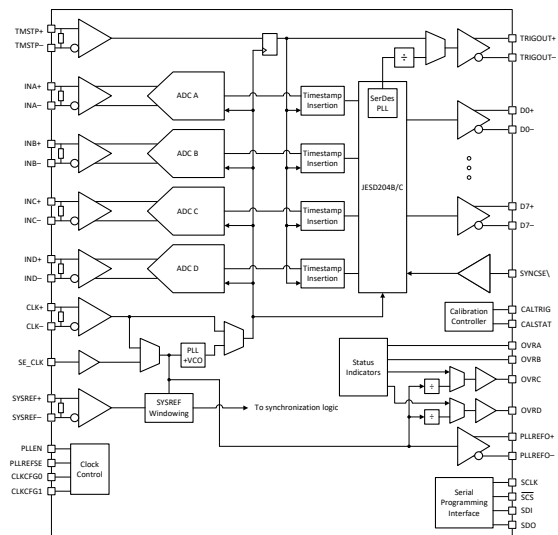 TMSTP+
TMSTP–
INA+
INA–
INB+
INB–
INC+
INC–
IND+
IND–
CLK+
CLK–
SE_CLK
SYSREF+
SYSREF–
PLLEN
PLLREFSE
CLKCFG0
CLKCFG1
Clock
Control
ADC A
ADC B
ADC C
ADC D
PLL
+VCO
SYSREF
Windowing
To synchronization logic
Timestamp
Insertion
Timestamp
Insertion
Timestamp
Insertion
Timestamp
Insertion
÷
SerDes
PLL
JESD204B/C
Calibration
Controller
Status
Indicators
÷
÷
Serial
Programming
Interface
TRIGOUT+
TRIGOUT–
D0+
D0–
D7+
D7–
SYNCSE\
CALTRIG
CALSTAT
OVRA
OVRB
OVRC
OVRD
PLLREFO+
PLLREFO–
SCLK
SCS
SDI
SDO